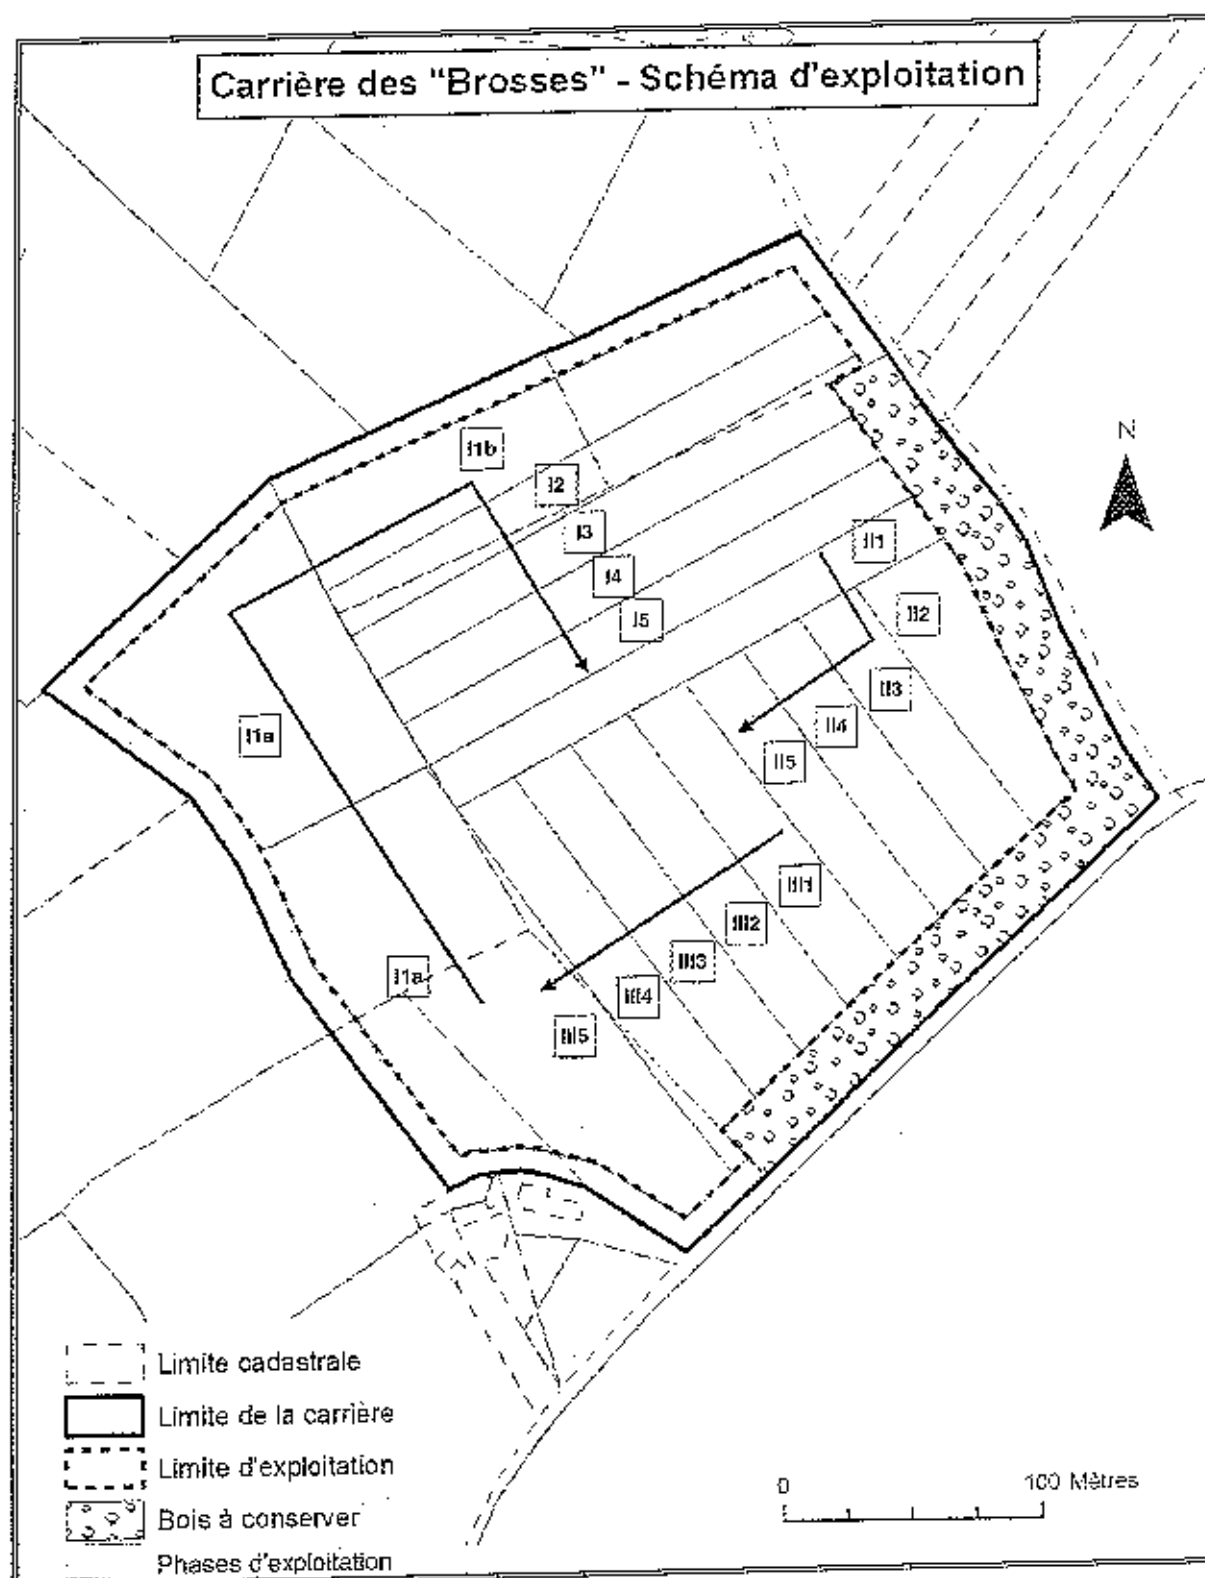 Carrière des "Brosses" - Schéma d'exploitation
N
I1b
I2
I3
I4
I5
II1
II2
II3
II4
II5
I1a
III1
III2
III3
III4
III5
I1a
Limite cadastrale
Limite de la carrière
Limite d'exploitation
Bois à conserver
Phases d'exploitation
0 100 Mètres